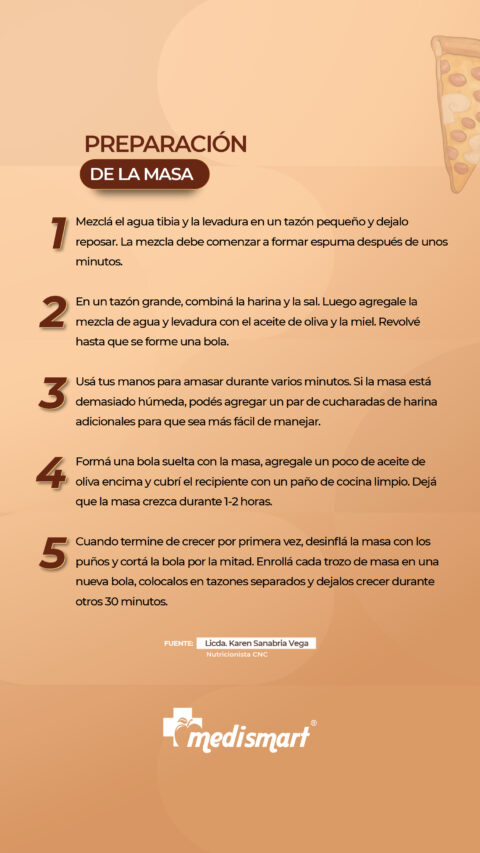 PREPARACIÓN
DE LA MASA
1
Mezclá el agua tibia y la levadura en un tazón pequeño y dejalo
reposar. La mezcla debe comenzar a formar espuma después de unos
minutos.
2
En un tazón grande, combiná la harina y la sal. Luego agregale la
mezcla de agua y levadura con el aceite de oliva y la miel. Revolvé
hasta que se forme una bola.
3
Usá tus manos para amasar durante varios minutos. Si la masa está
demasiado húmeda, podés agregar un par de cucharadas de harina
adicionales para que sea más fácil de manejar.
4
Formá una bola suelta con la masa, agregale un poco de aceite de
oliva encima y cubrí el recipiente con un paño de cocina limpio. Dejá
que la masa crezca durante 1-2 horas.
5
Cuando termine de crecer por primera vez, desinflá la masa con los
puños y cortá la bola por la mitad. Enrollá cada trozo de masa en una
nueva bola, colocalos en tazones separados y dejalos crecer durante
otros 30 minutos.
FUENTE: Licda. Karen Sanabria Vega
Nutricionista CNC
medismart®